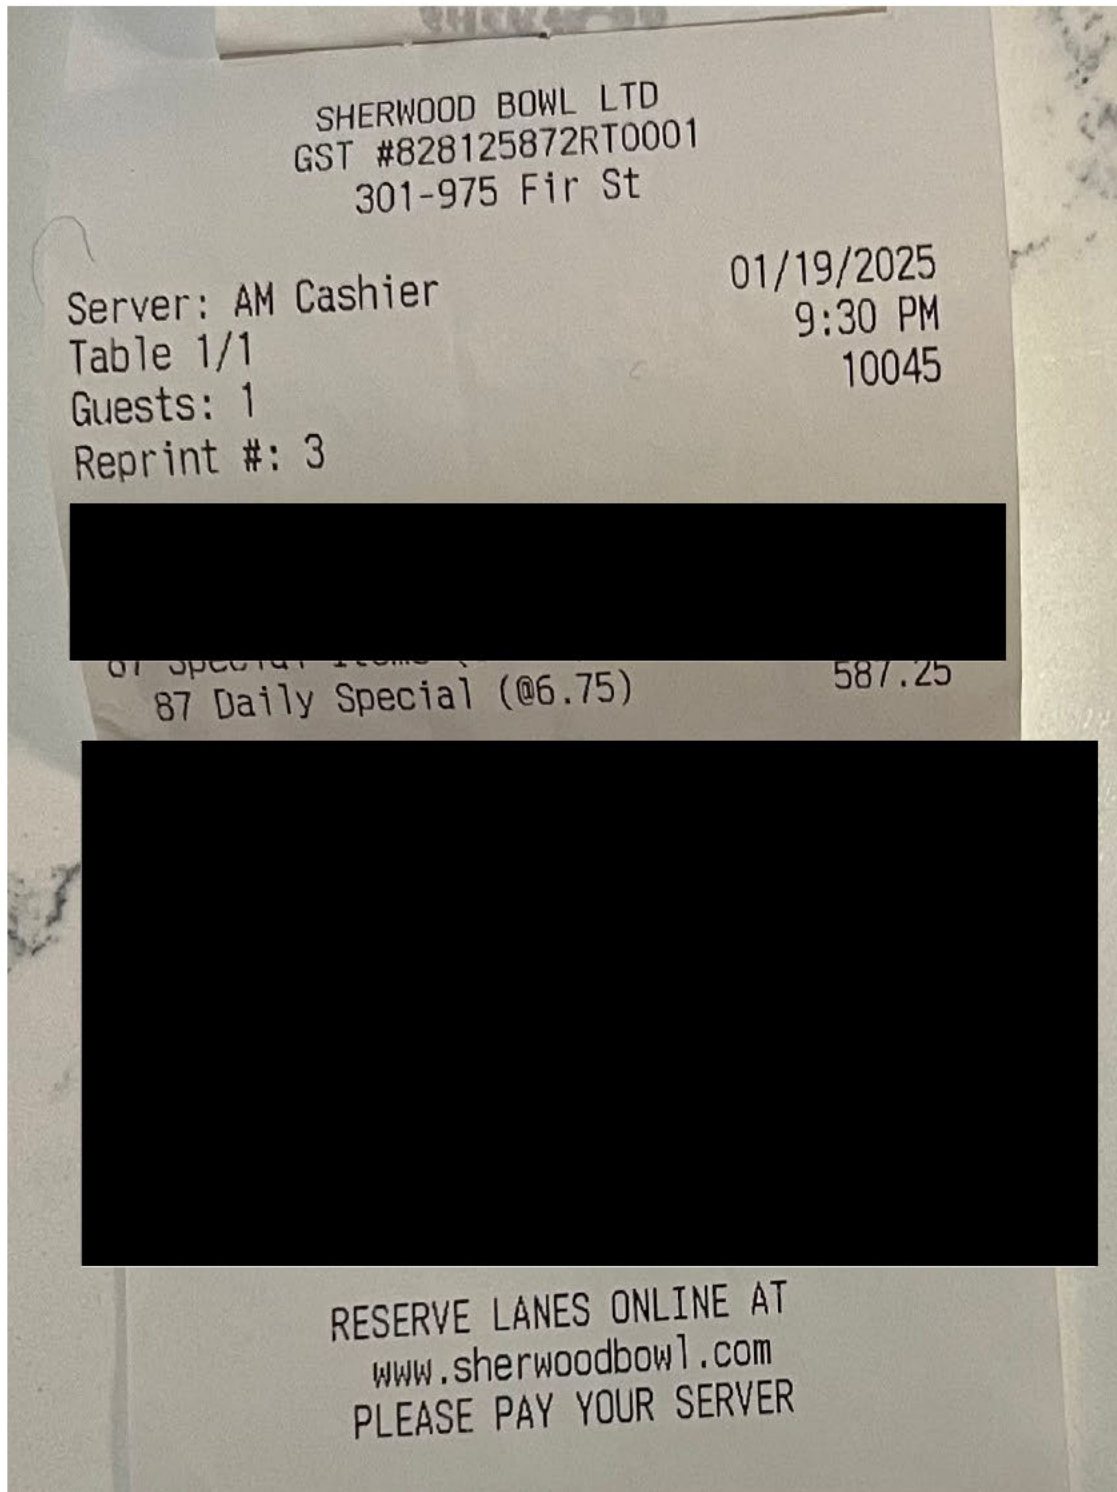 SHERWOOD BOWL LTD
GST #828125872RT0001
301-975 Fir St
Server: AM Cashier 01/19/2025
Table 1/1 9:30 PM
Guests: 1 10045
Reprint #: 3
587.25
87 Daily Special (@6.75)
RESERVE LANES ONLINE AT
www.sherwoodbowl.com
PLEASE PAY YOUR SERVER